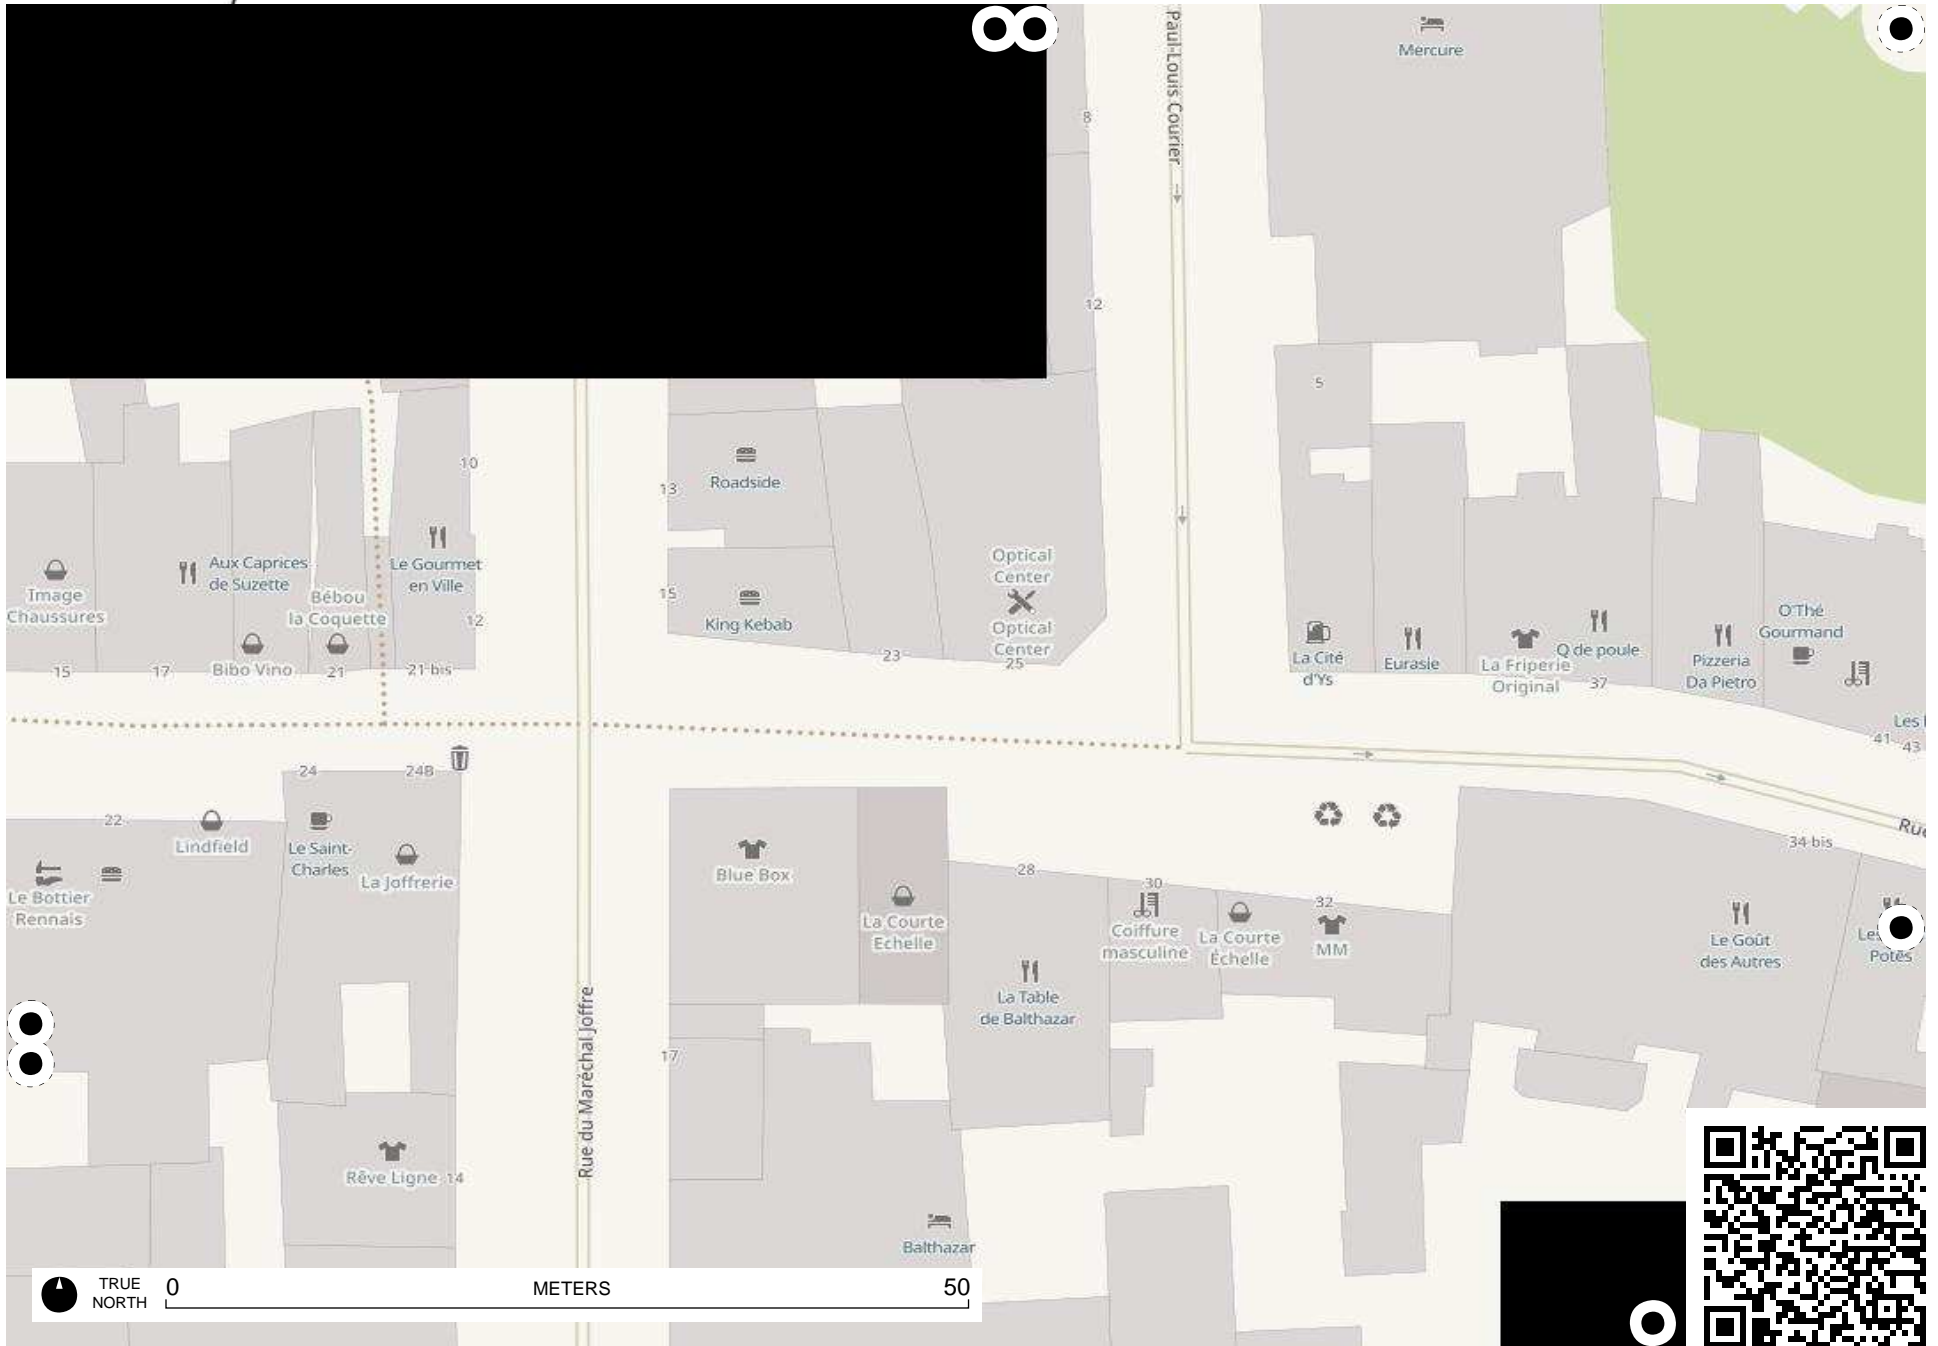 Mercure
Paul-Louis Courier
8
12
5
10
Roadside
13
Aux Caprices
de Suzette
Le Gourmet
en Ville
Image
Chaussures
Bébou
la Coquette
15
King Kebab
12
Optical
Center
Optical
Center
O'Thé
Gourmand
Bibo Vino
La Cité
d'Ys
Eurasie
La Friperie
Original
Q de poule
Pizzeria
Da Pietro
15
17
21
21 bis
23
25
37
Les
41
43
24
24B
22
Lindfield
Le Saint-
Charles
La Joffrerie
Blue Box
Le Bottier
Rennais
La Courte
Echelle
28
30
32
34 bis
Rue
Coiffure
masculine
La Courte
Échelle
MM
Le Goût
des Autres
Les
Potes
La Table
de Balthazar
Rue du Maréchal Joffre
17
Rêve Ligne
14
Balthazar
TRUE
NORTH
0
METERS
50